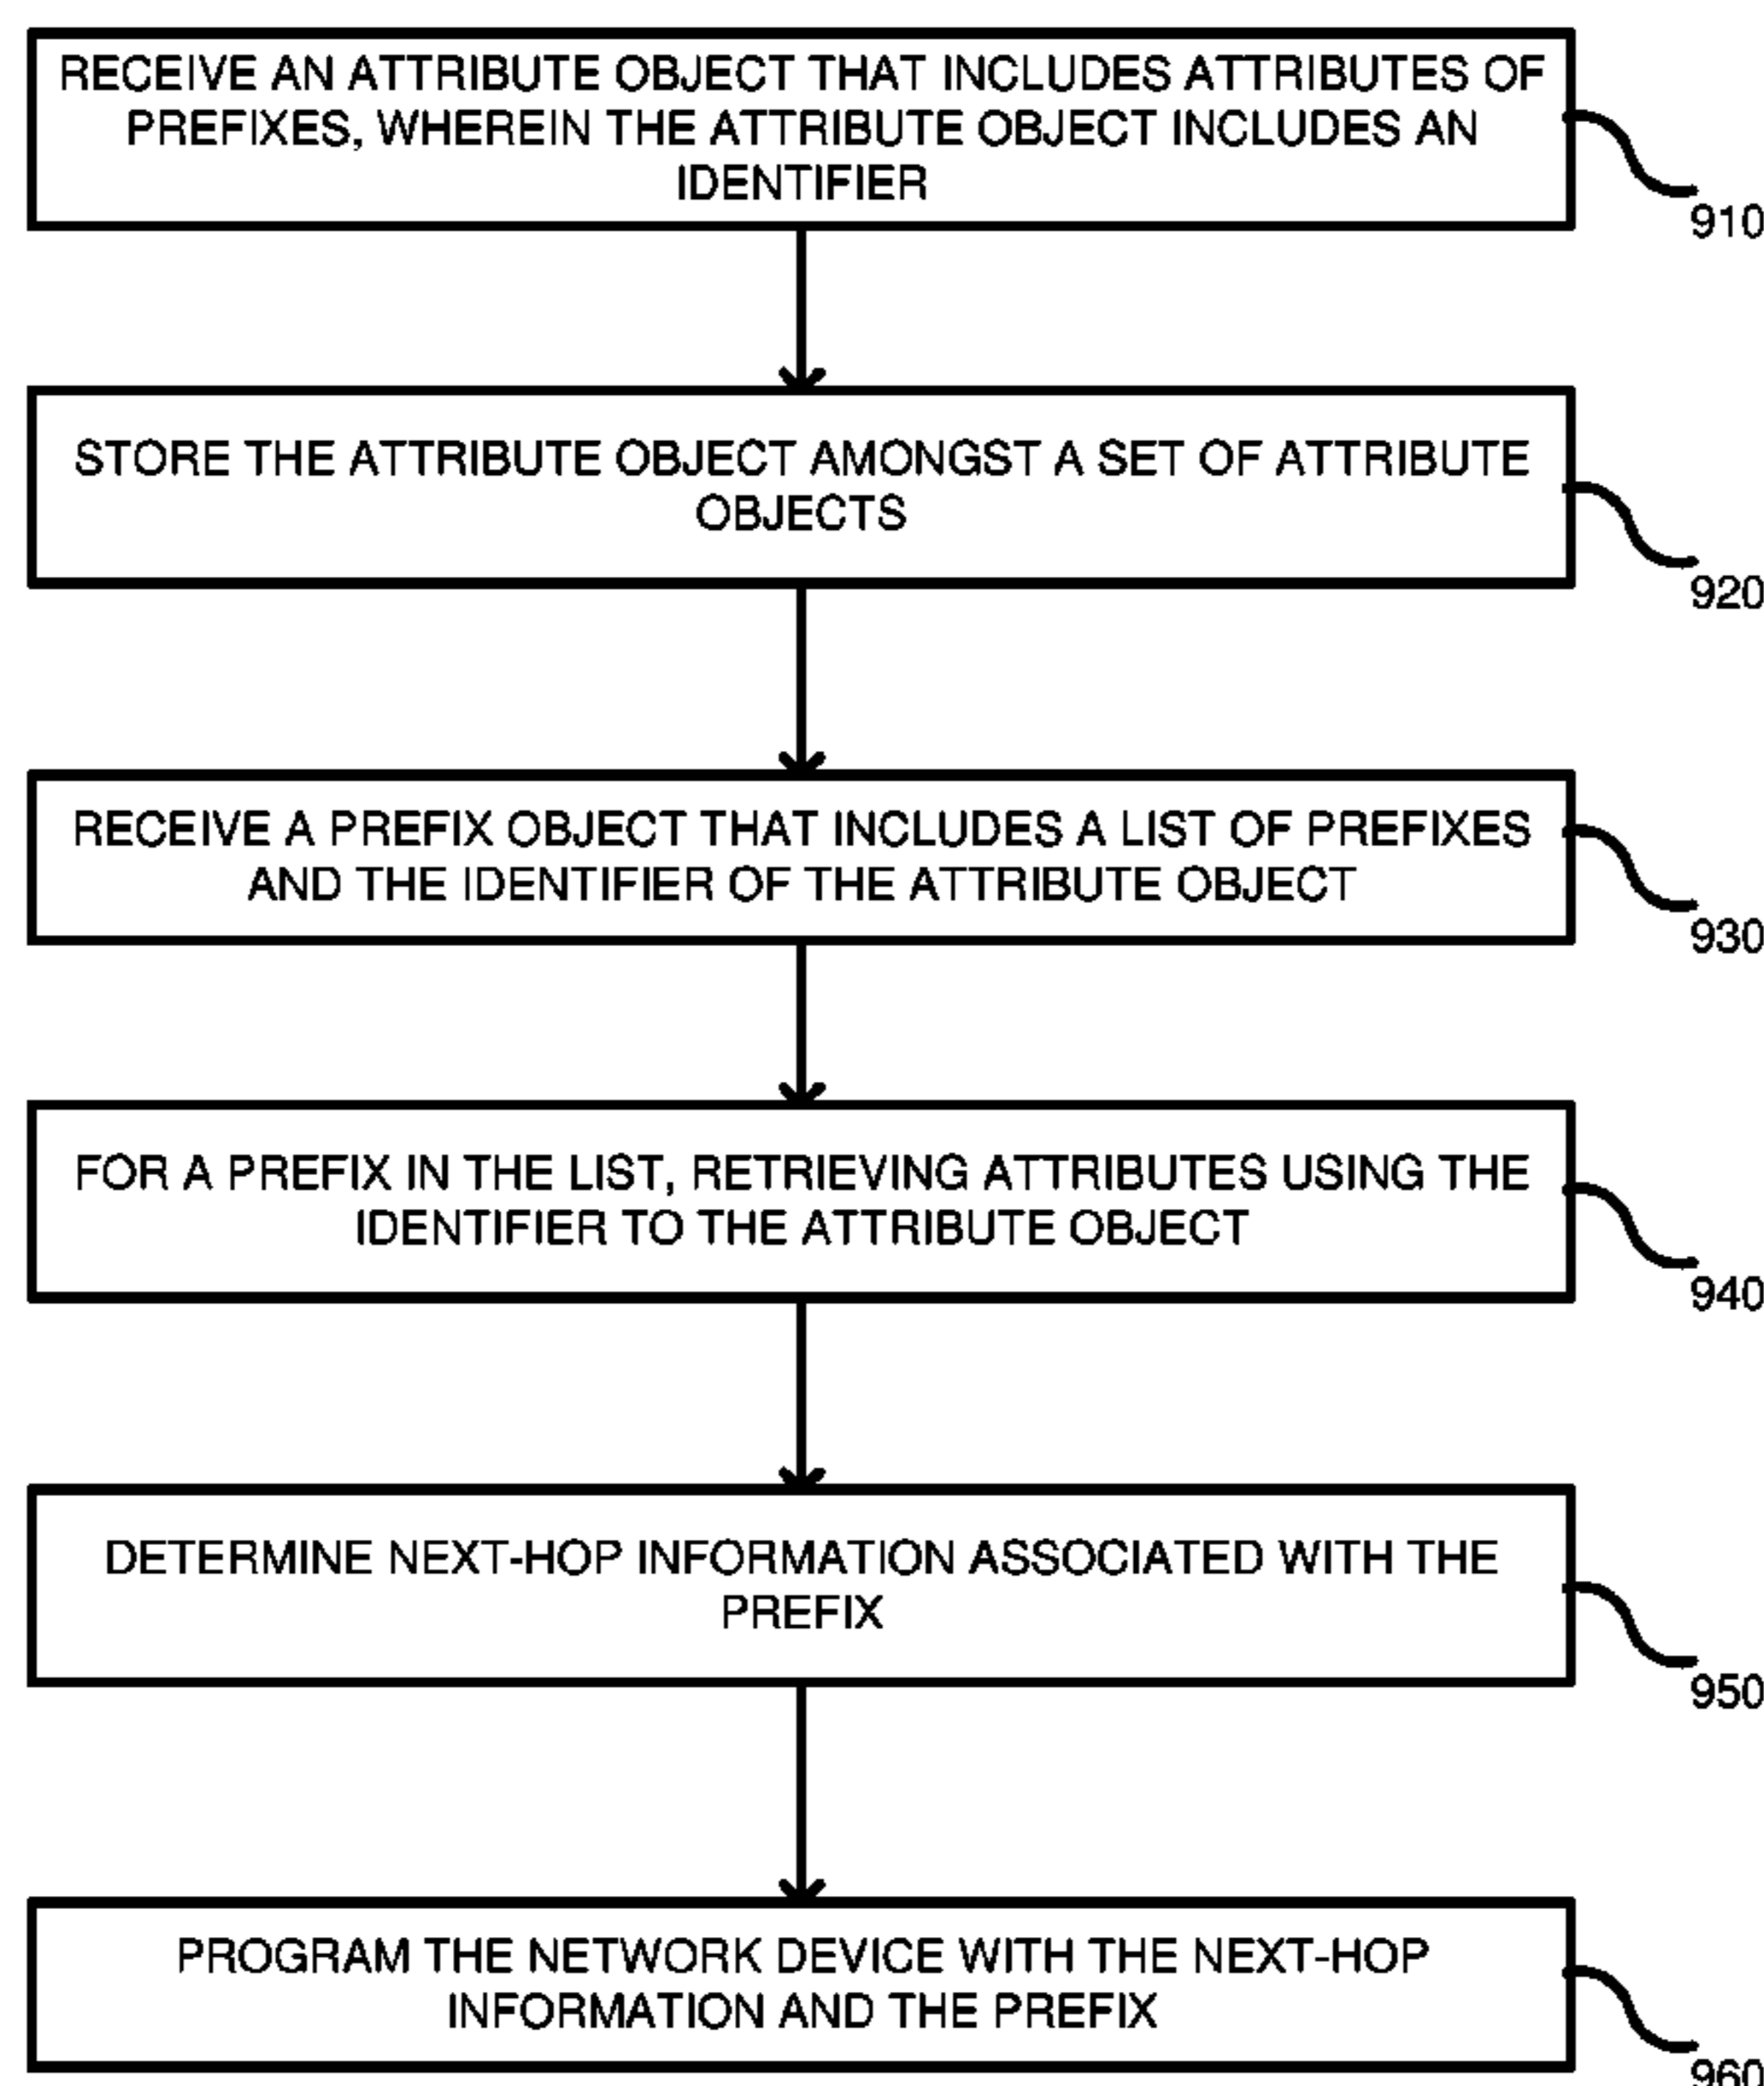 RECEIVE AN ATTRIBUTE OBJECT THAT INCLUDES ATTRIBUTES OF
PREFIXES, WHEREIN THE ATTRIBUTE OBJECT INCLUDES AN
IDENTIFIER
910
STORE THE ATTRIBUTE OBJECT AMONGST A SET OF ATTRIBUTE
OBJECTS
920
RECEIVE A PREFIX OBJECT THAT INCLUDES A LIST OF PREFIXES
AND THE IDENTIFIER OF THE ATTRIBUTE OBJECT
930
FOR A PREFIX IN THE LIST, RETRIEVING ATTRIBUTES USING THE
IDENTIFIER TO THE ATTRIBUTE OBJECT
940
DETERMINE NEXT-HOP INFORMATION ASSOCIATED WITH THE
PREFIX
950
PROGRAM THE NETWORK DEVICE WITH THE NEXT-HOP
INFORMATION AND THE PREFIX
960